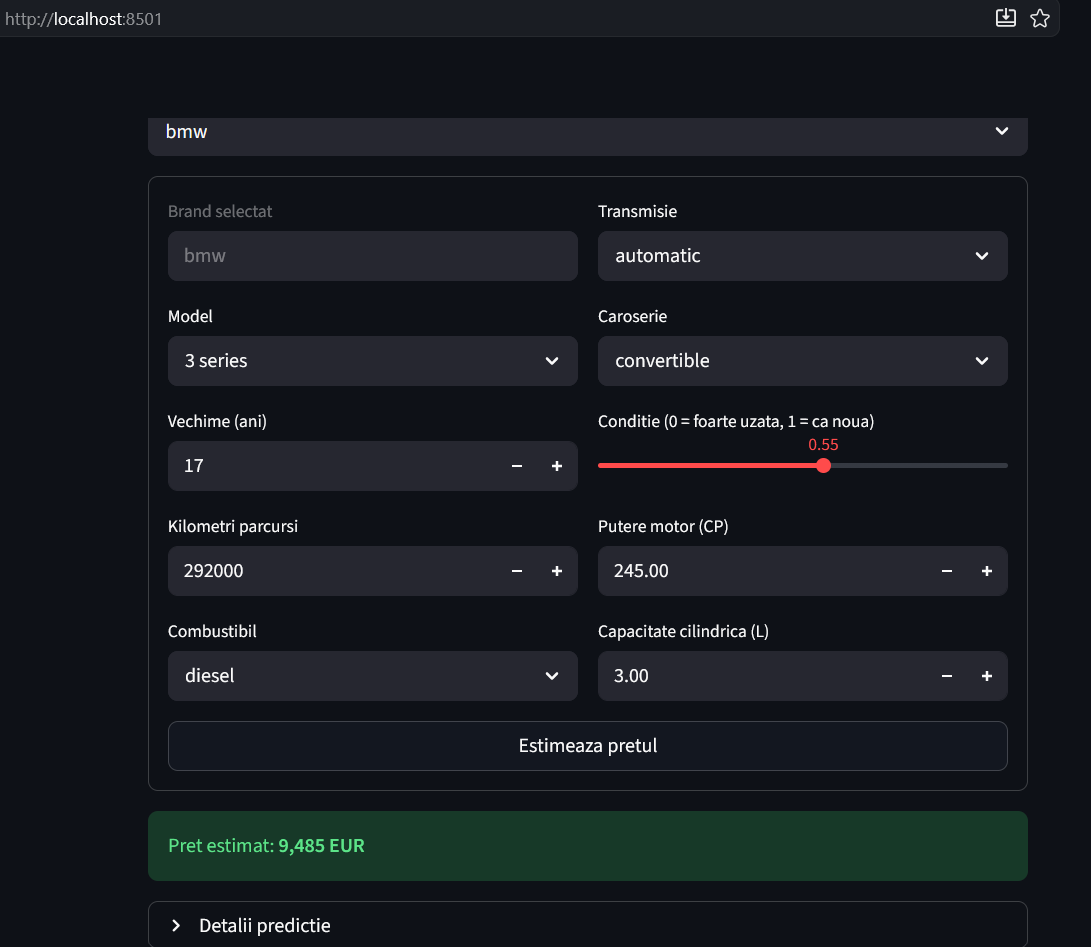 http://localhost:8501
bmw
Brand selectat
bmw
Transmisie
automatic
Model
3 series
Caroserie
convertible
Vechime (ani)
17
Conditie (0 = foarte uzata, 1 = ca noua)
0.55
Kilometri parcursi
292000
Putere motor (CP)
245.00
Combustibil
diesel
Capacitate cilindrica (L)
3.00
Estimeaza pretul
Pret estimat: 9,485 EUR
Detalii predictie